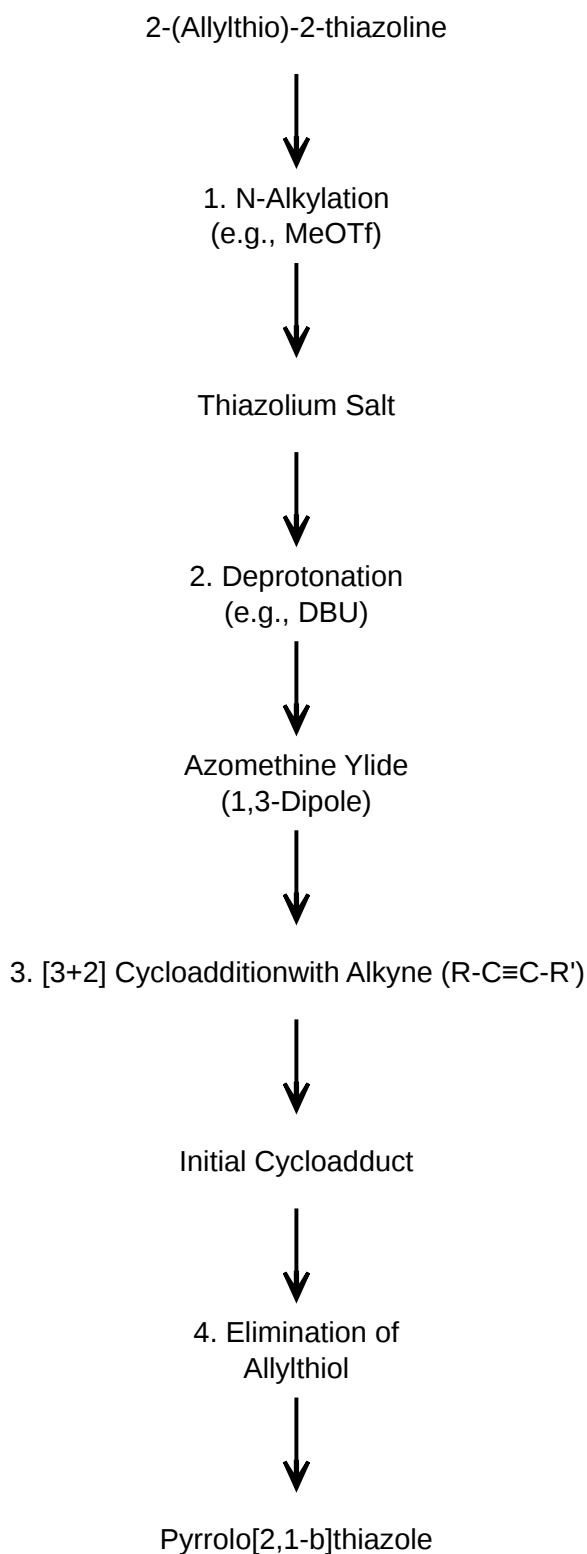 2-(Allylthio)-2-thiazoline
1. N-Alkylation
(e.g., MeOTf)
Thiazolium Salt
2. Deprotonation
(e.g., DBU)
Azomethine Ylide
(1,3-Dipole)
3. [3+2] Cycloadditionwith Alkyne (R-C≡C-R')
Initial Cycloadduct
4. Elimination of
Allylthiol
Pyrrolo[2,1-b]thiazole